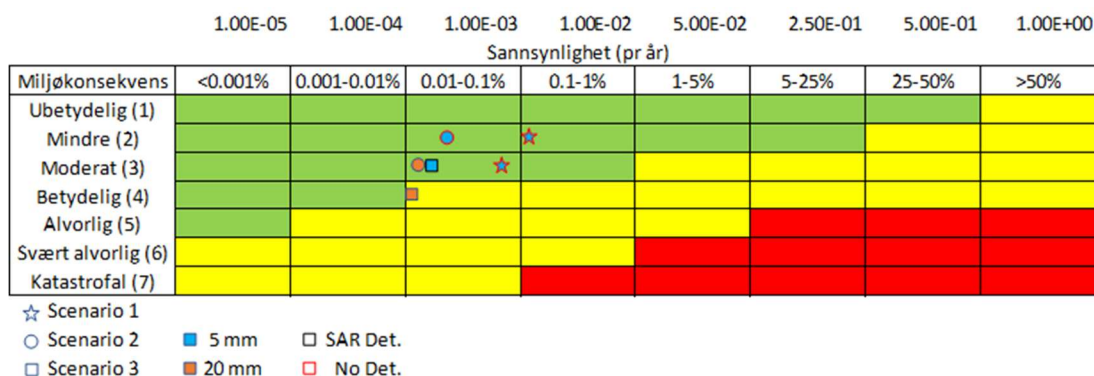 1.00E-05 1.00E-04 1.00E-03 1.00E-02 5.00E-02 2.50E-01 5.00E-01 1.00E+00
Sannsynlighet (pr år)
Miljøkonsekvens <0.001% 0.001-0.01% 0.01-0.1% 0.1-1% 1-5% 5-25% 25-50% >50%
Ubetydelig (1)
Mindre (2)
Moderat (3)
Betydelig (4)
Alvorlig (5)
Svært alvorlig (6)
Katastrofal (7)
Scenario 1
Scenario 2 5 mm SAR Det.
Scenario 3 20 mm No Det.